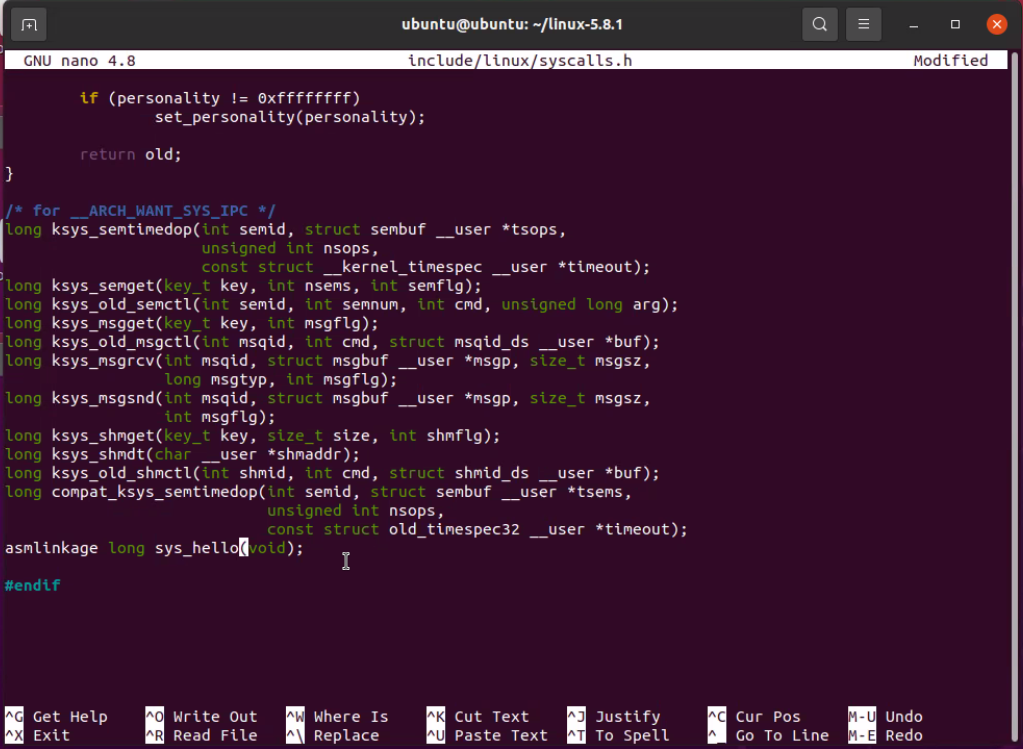 ubuntu@ubuntu: ~/linux-5.8.1
GNU nano 4.8 include/linux/syscalls.h Modified
if (personality != 0xffffffff)
set_personality(personality);
return old;
}
/* for __ARCH_WANT_SYS_IPC */
long ksys_semtimedop(int semid, struct sembuf __user *tsops,
unsigned int nsops,
const struct __kernel_timespec __user *timeout);
long ksys_semget(key_t key, int nsems, int semflg);
long ksys_old_semctl(int semid, int semnum, int cmd, unsigned long arg);
long ksys_msgget(key_t key, int msgflg);
long ksys_old_msgctl(int msqid, int cmd, struct msqid_ds __user *buf);
long ksys_msgrcv(int msqid, struct msgbuf __user *msgp, size_t msgsz,
long msgtyp, int msgflg);
long ksys_msgsnd(int msqid, struct msgbuf __user *msgp, size_t msgsz,
int msgflg);
long ksys_shmget(key_t key, size_t size, int shmflg);
long ksys_shmdt(char __user *shmaddr);
long ksys_old_shmctl(int shmid, int cmd, struct shmid_ds __user *buf);
long compat_ksys_semtimedop(int semid, struct sembuf __user *tsems,
unsigned int nsops,
const struct old_timespec32 __user *timeout);
asmlinkage long sys_hello(void);
#endif
^G Get Help ^O Write Out ^W Where Is ^K Cut Text ^J Justify ^C Cur Pos M-U Undo
^X Exit ^R Read File ^\ Replace ^U Paste Text ^T To Spell ^_ Go To Line M-E Redo